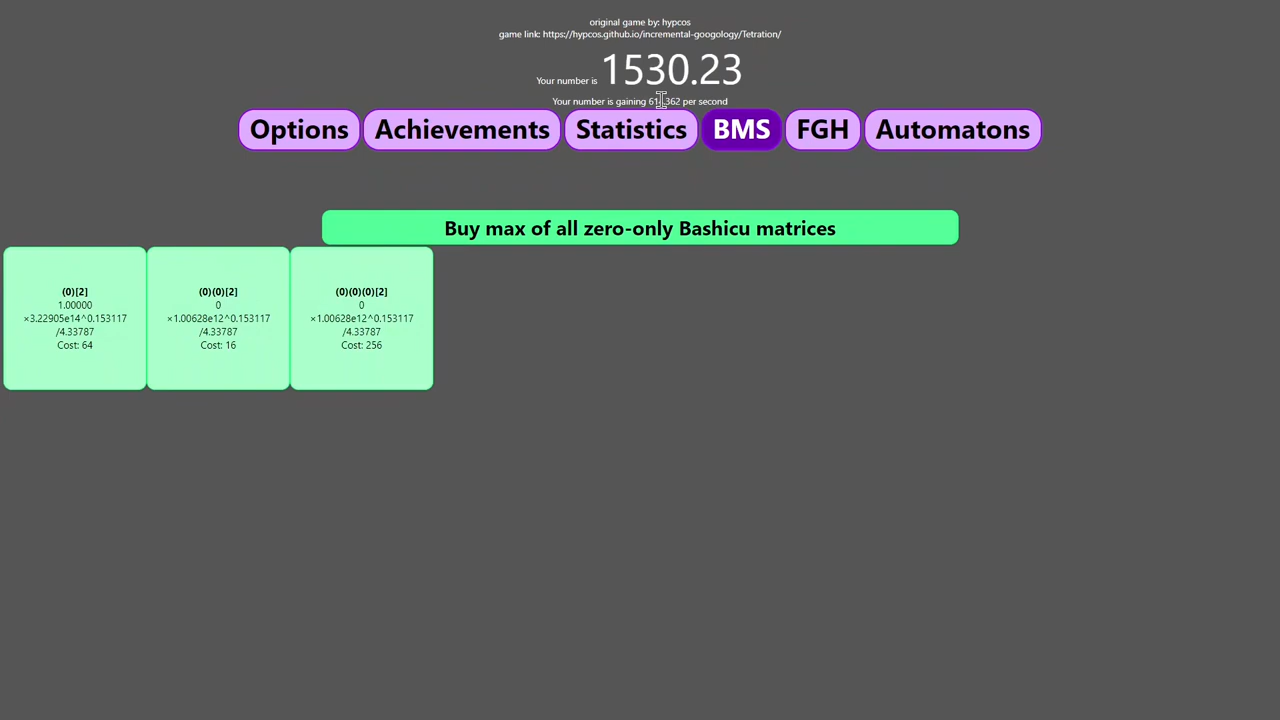 original game by: hypcos
game link: https://hypcos.github.io/incremental-googology/Tetration/
Your number is 1530.23
Your number is gaining per second
Options Achievements Statistics BMS FGH Automatons
Buy max of all zero-only Bashicu matrices
(0)[2]
1.00000
×3.22905e14^0.153117
/4.33787
Cost: 64
(0)(0)[2]
0
×1.00628e12^0.153117
/4.33787
Cost: 16
(0)(0)(0)[2]
0
×1.00628e12^0.153117
/4.33787
Cost: 256